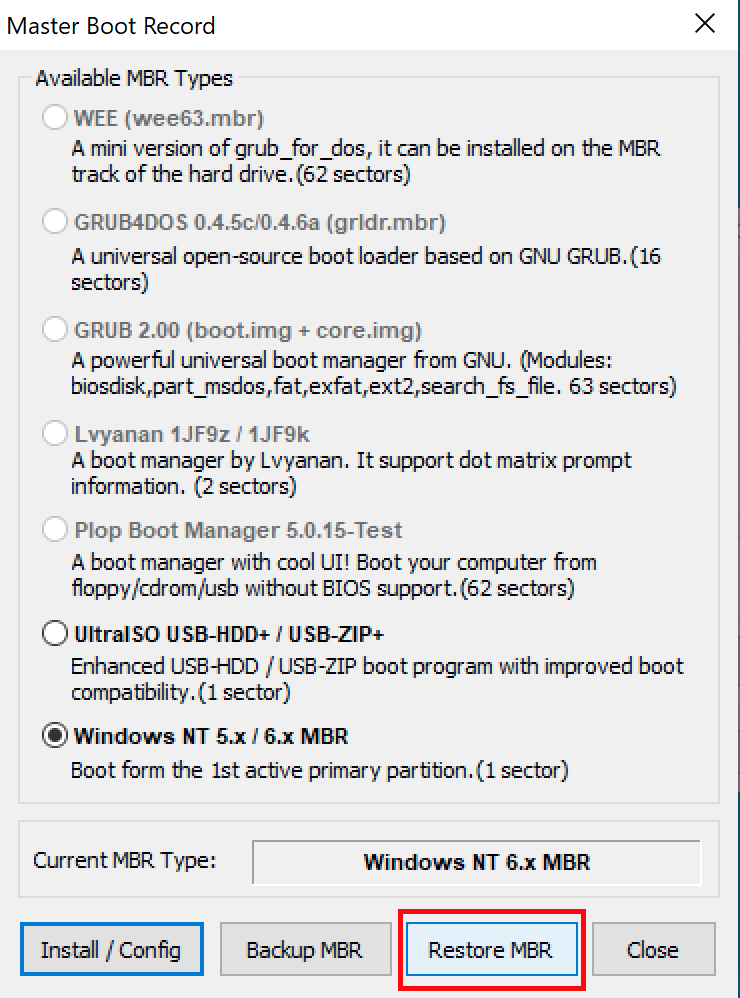 Master Boot Record
Available MBR Types
WEE (wee63.mbr)
A mini version of grub_for_dos, it can be installed on the MBR
track of the hard drive.(62 sectors)
GRUB4DOS 0.4.5c/0.4.6a (grldr.mbr)
A universal open-source boot loader based on GNU GRUB.(16
sectors)
GRUB 2.00 (boot.img + core.img)
A powerful universal boot manager from GNU. (Modules:
biosdisk,part_msdos,fat,exfat,ext2,search_fs_file. 63 sectors)
Lvyanan 1JF9z / 1JF9k
A boot manager by Lvyanan. It support dot matrix prompt
information. (2 sectors)
Plop Boot Manager 5.0.15-Test
A boot manager with cool UI! Boot your computer from
floppy/cdrom/usb without BIOS support.(62 sectors)
UltraISO USB-HDD+ / USB-ZIP+
Enhanced USB-HDD / USB-ZIP boot program with improved boot
compatibility.(1 sector)
Windows NT 5.x / 6.x MBR
Boot form the 1st active primary partition.(1 sector)
Current MBR Type: Windows NT 6.x MBR
Install / Config Backup MBR Restore MBR Close